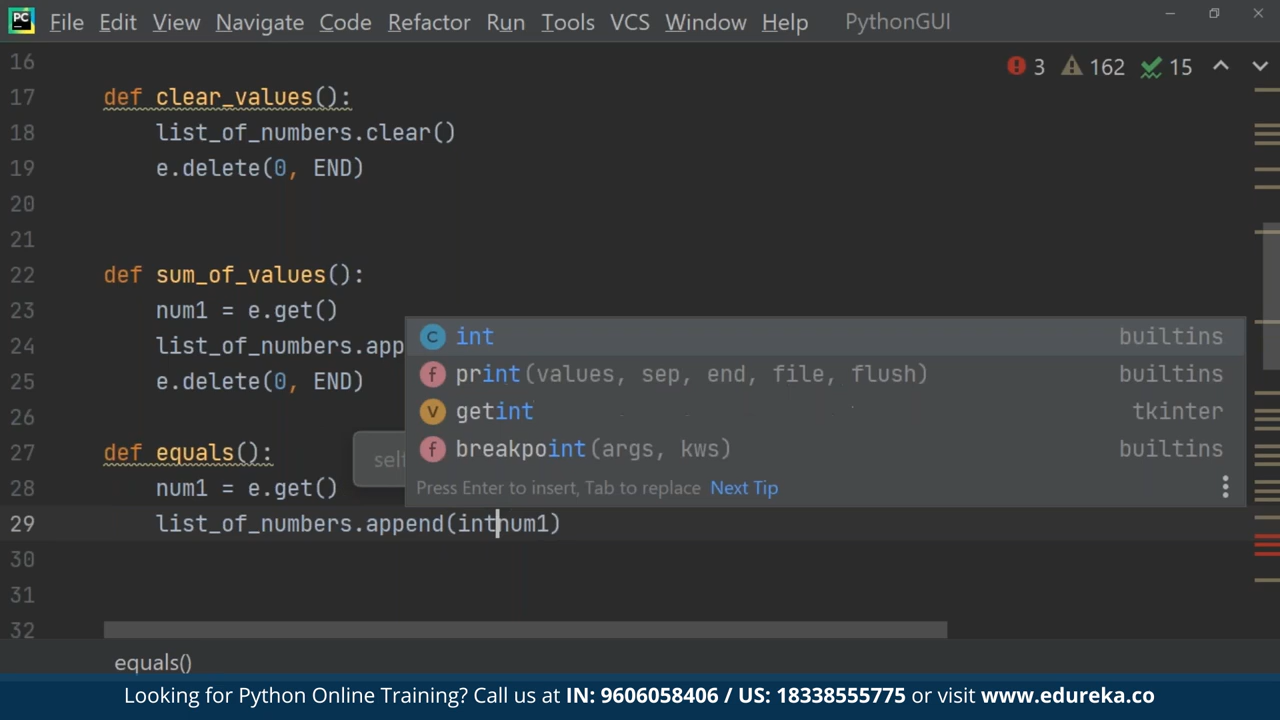 PC File Edit View Navigate Code Refactor Run Tools VCS Window Help PythonGUI
3 162 15
16
17 def clear_values():
18 list_of_numbers.clear()
19 e.delete(0, END)
20
21
22 def sum_of_values():
23 num1 = e.get()
24 list_of_numbers.app
25 e.delete(0, END)
26
27 def equals():
28 num1 = e.get()
29 list_of_numbers.append(intnum1)
30
31
32
int builtins
print(values, sep, end, file, flush) builtins
getint tkinter
breakpoint(args, kws) builtins
Press Enter to insert, Tab to replace Next Tip
equals()
Looking for Python Online Training? Call us at IN: 9606058406 / US: 18338555775 or visit www.edureka.co